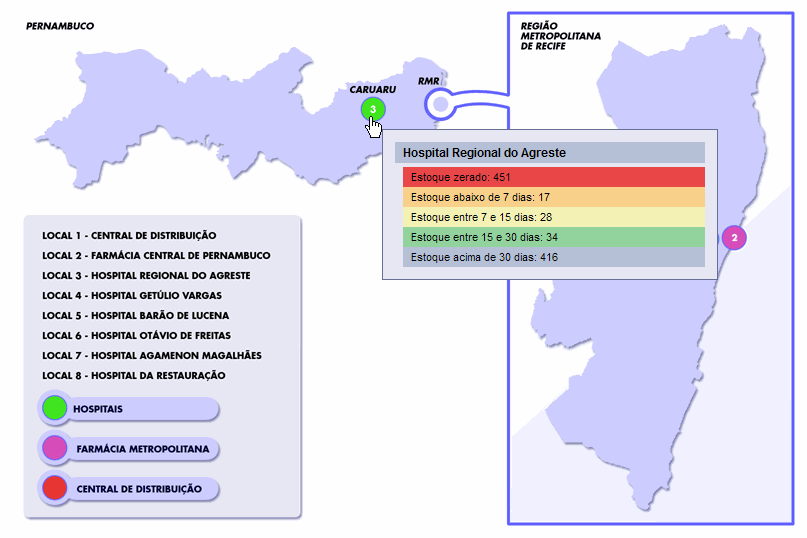 PERNAMBUCO
REGIÃO
METROPOLITANA
DE RECIFE
CARUARU
RMR
3
Hospital Regional do Agreste
Estoque zerado: 451
Estoque abaixo de 7 dias: 17
Estoque entre 7 e 15 dias: 28
Estoque entre 15 e 30 dias: 34
Estoque acima de 30 dias: 416
2
LOCAL 1 - CENTRAL DE DISTRIBUIÇÃO
LOCAL 2 - FARMÁCIA CENTRAL DE PERNAMBUCO
LOCAL 3 - HOSPITAL REGIONAL DO AGRESTE
LOCAL 4 - HOSPITAL GETÚLIO VARGAS
LOCAL 5 - HOSPITAL BARÃO DE LUCENA
LOCAL 6 - HOSPITAL OTÁVIO DE FREITAS
LOCAL 7 - HOSPITAL AGAMENON MAGALHÃES
LOCAL 8 - HOSPITAL DA RESTAURAÇÃO
HOSPITAIS
FARMÁCIA METROPOLITANA
CENTRAL DE DISTRIBUIÇÃO